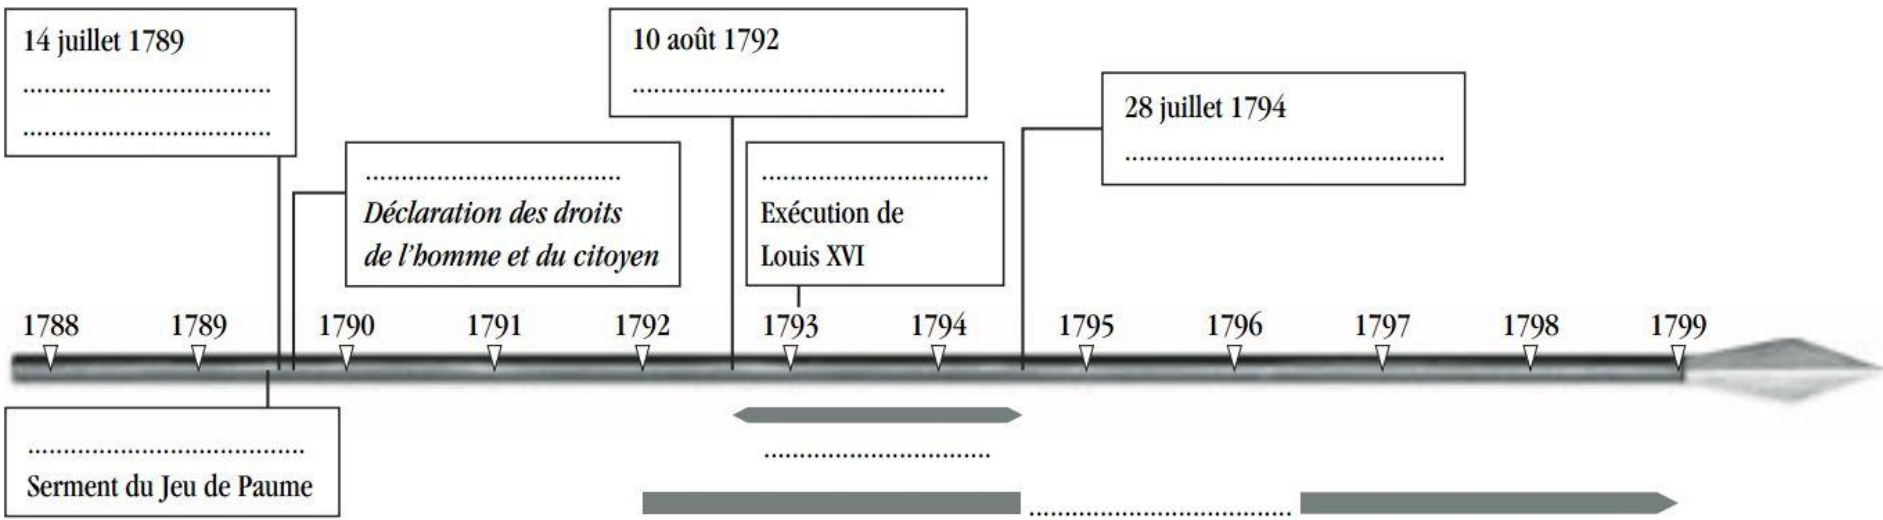 14 juillet 1789
...................................
...................................
10 août 1792
............................................
28 juillet 1794
.............................................
....................................
Déclaration des droits
de l'homme et du citoyen
................................
Exécution de
Louis XVI
1788 1789 1790 1791 1792 1793 1794 1795 1796 1797 1798 1799
.......................................
Serment du Jeu de Paume
................................
.....................................